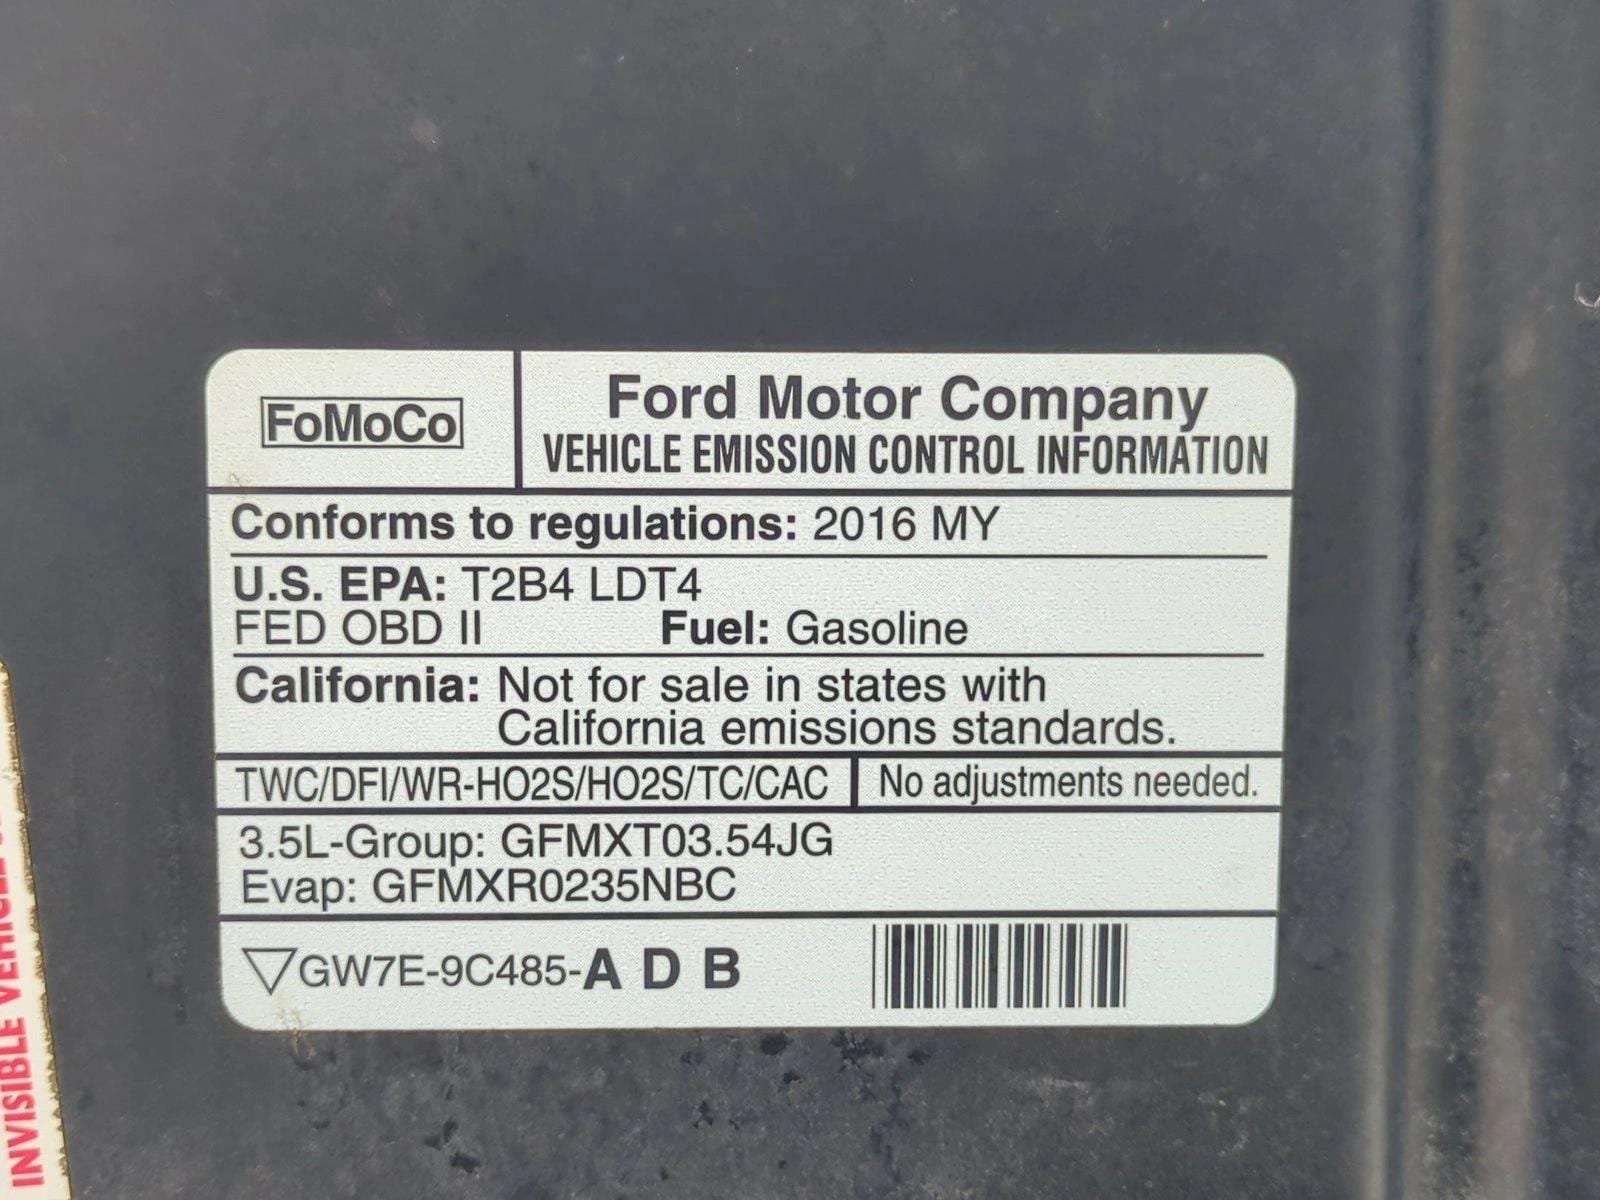 FoMoCo
Ford Motor Company
VEHICLE EMISSION CONTROL INFORMATION
Conforms to regulations: 2016 MY
U.S. EPA: T2B4 LDT4
FED OBD II Fuel: Gasoline
California: Not for sale in states with
California emissions standards.
TWC/DFI/WR-HO2S/HO2S/TC/CAC No adjustments needed.
3.5L-Group: GFMXT03.54JG
Evap: GFMXR0235NBC
GW7E-9C485-A D B
INVISIBLE